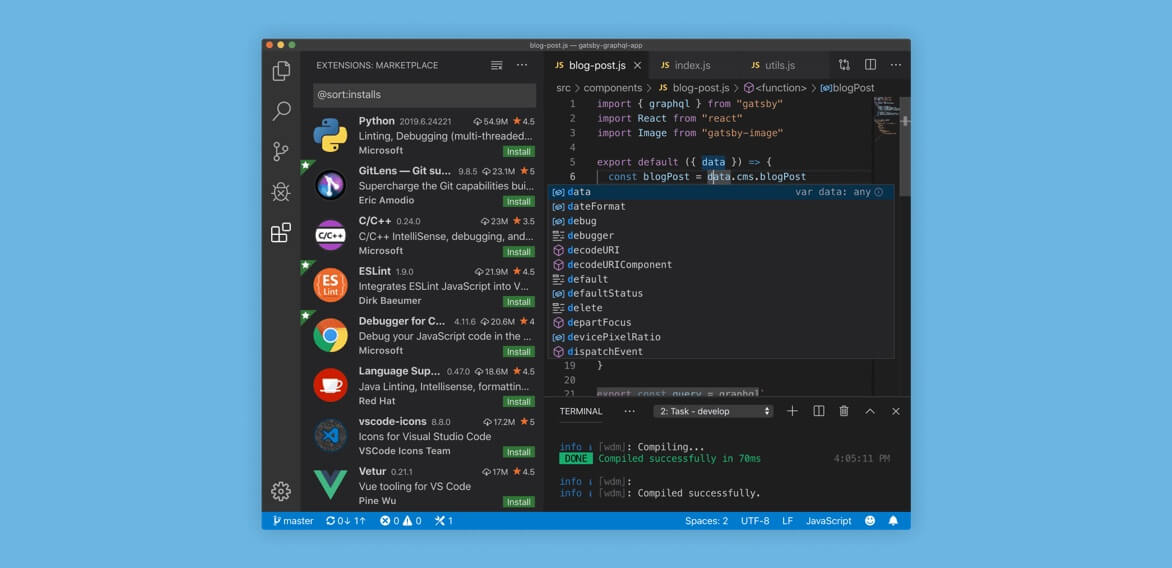 blog-post.js — gatsby-graphql-app
EXTENSIONS: MARKETPLACE
@sort:installs
Python 2019.6.24221 54.9M 4.5
Linting, Debugging (multi-threaded...
Microsoft Install
GitLens — Git su... 9.8.5 23.1M 5
Supercharge the Git capabilities bui...
Eric Amodio Install
C/C++
C/C++ 0.24.0 23M 3.5
C/C++ IntelliSense, debugging, and...
Microsoft Install
ES
Lint
ESLint 1.9.0 21.9M 4.5
Integrates ESLint JavaScript into V...
Dirk Baeumer Install
Debugger for C... 4.11.6 20.6M 4
Debug your JavaScript code in the ...
Microsoft Install
Language Sup... 0.47.0 18.6M 4.5
Java Linting, Intellisense, formattin...
Red Hat Install
vscode-icons 8.8.0 17.2M 5
Icons for Visual Studio Code
VSCode Icons Team Install
Vetur 0.21.1 17M 4.5
Vue tooling for VS Code
Pine Wu Install
JS blog-post.js JS index.js JS utils.js
src > components > JS blog-post.js > <function> > blogPost
1 import { graphql } from "gatsby"
2 import React from "react"
3 import Image from "gatsby-image"
4
5 export default ({ data }) => {
6 const blogPost = data.cms.blogPost
data var data: any
dateFormat
debug
debugger
decodeURI
decodeURIComponent
default
defaultStatus
delete
departFocus
devicePixelRatio
dispatchEvent
19 }
20
21 export const query = graphql`
TERMINAL ... 2: Task - develop
info [wdm]: Compiling...
DONE Compiled successfully in 70ms 4:05:11 PM
info [wdm]:
info [wdm]: Compiled successfully.
master 0↓ 1↑ 0 0 1 Spaces: 2 UTF-8 LF JavaScript